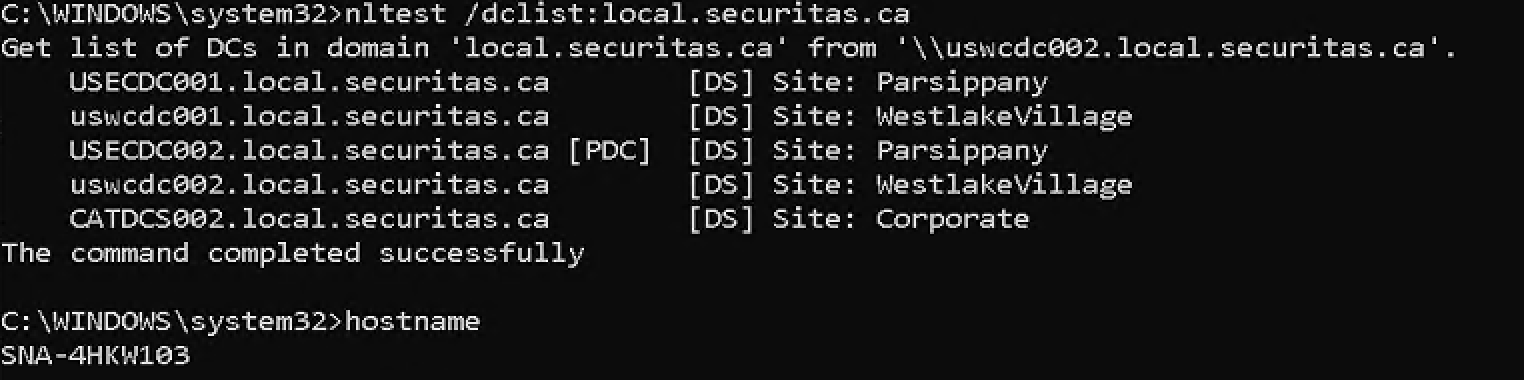 C:\WINDOWS\system32>nltest /dclist:local.securitas.ca
Get list of DCs in domain 'local.securitas.ca' from '\\uswcdc002.local.securitas.ca'.
    USECDC001.local.securitas.ca        [DS] Site: Parsippany
    uswcdc001.local.securitas.ca        [DS] Site: WestlakeVillage
    USECDC002.local.securitas.ca [PDC]  [DS] Site: Parsippany
    uswcdc002.local.securitas.ca        [DS] Site: WestlakeVillage
    CATDCS002.local.securitas.ca        [DS] Site: Corporate
The command completed successfully
C:\WINDOWS\system32>hostname
SNA-4HKW103